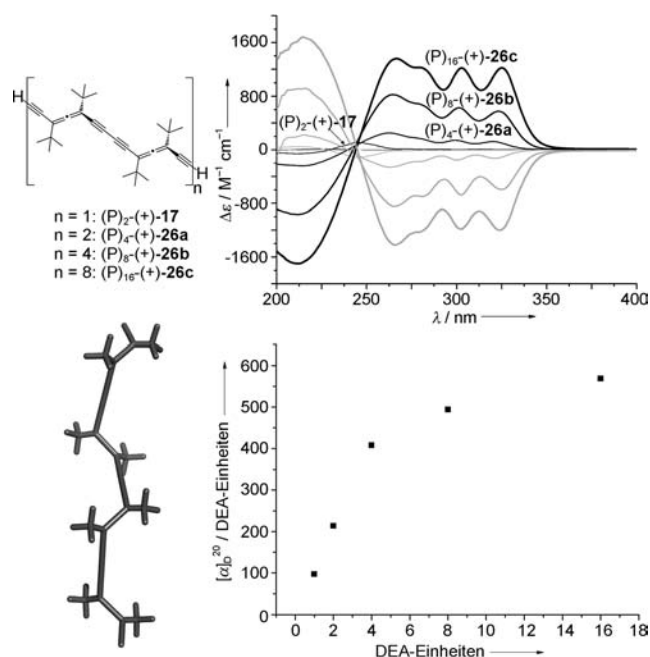 H
H
n
n = 1: (P)₂-(+)-17
n = 2: (P)₄-(+)-26a
n = 4: (P)₈-(+)-26b
n = 8: (P)₁₆-(+)-26c
Δε / M⁻¹ cm⁻¹
1600
800
0
-800
-1600
(P)₁₆-(+)-26c
(P)₈-(+)-26b
(P)₂-(+)-17
(P)₄-(+)-26a
200 250 300 350 400
λ / nm
[α]D²⁰ / DEA-Einheiten
600
500
400
300
200
100
0
0 2 4 6 8 10 12 14 16 18
DEA-Einheiten